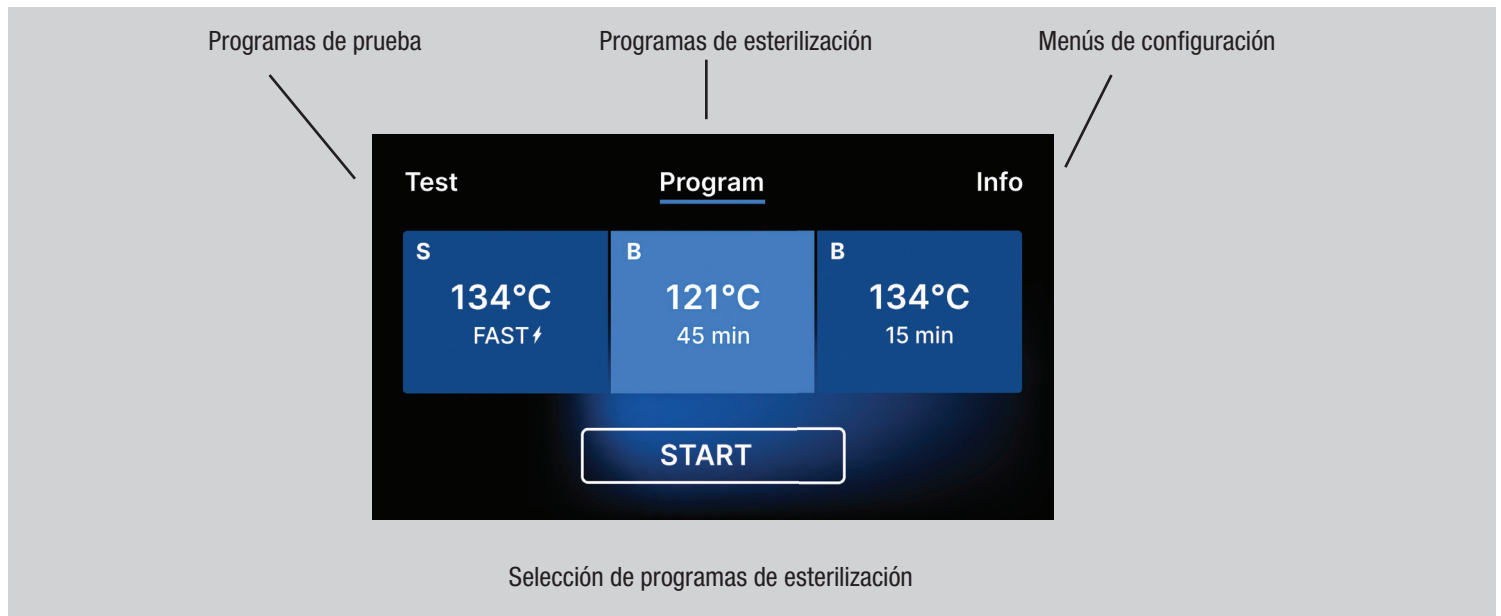 Programas de prueba
Programas de esterilización
Menús de configuración
Test
Program
Info
S
134°C
FAST
B
121°C
45 min
B
134°C
15 min
START
Selección de programas de esterilización